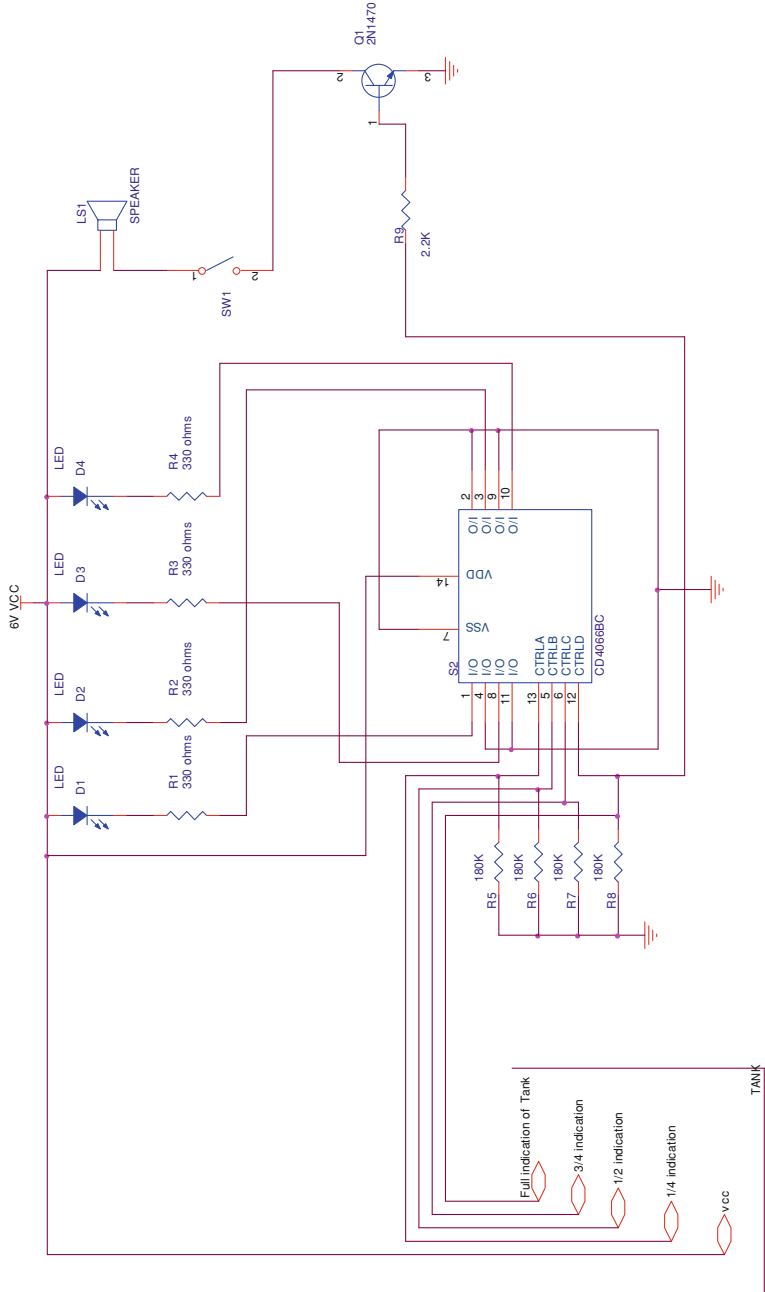 6V VCC
LED
D1
LED
D2
LED
D3
LED
D4
R1
330 ohms
R2
330 ohms
R3
330 ohms
R4
330 ohms
LS1
SPEAKER
1
2
SW1
Q1
2N1470
2
1
3
R9
2.2K
S2
7
VSS
14
VDD
1
I/O
4
I/O
8
I/O
11
I/O
13
CTRLA
5
CTRLB
6
CTRLC
12
CTRLD
2
O/I
3
O/I
9
O/I
10
O/I
CD4066BC
180K
R5
180K
R6
180K
R7
180K
R8
Full indication of Tank
3/4 indication
1/2 indication
1/4 indication
vcc
TANK